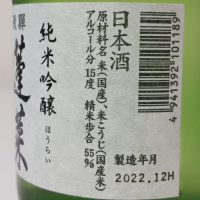 飛騨
蓬莱
ほうらい
純米吟醸
日本酒
原材料名 米(国産)、米こうじ(国産米)
アルコール分 15度 精米歩合 55%
4 941392 101189
製造年月
2022.12H